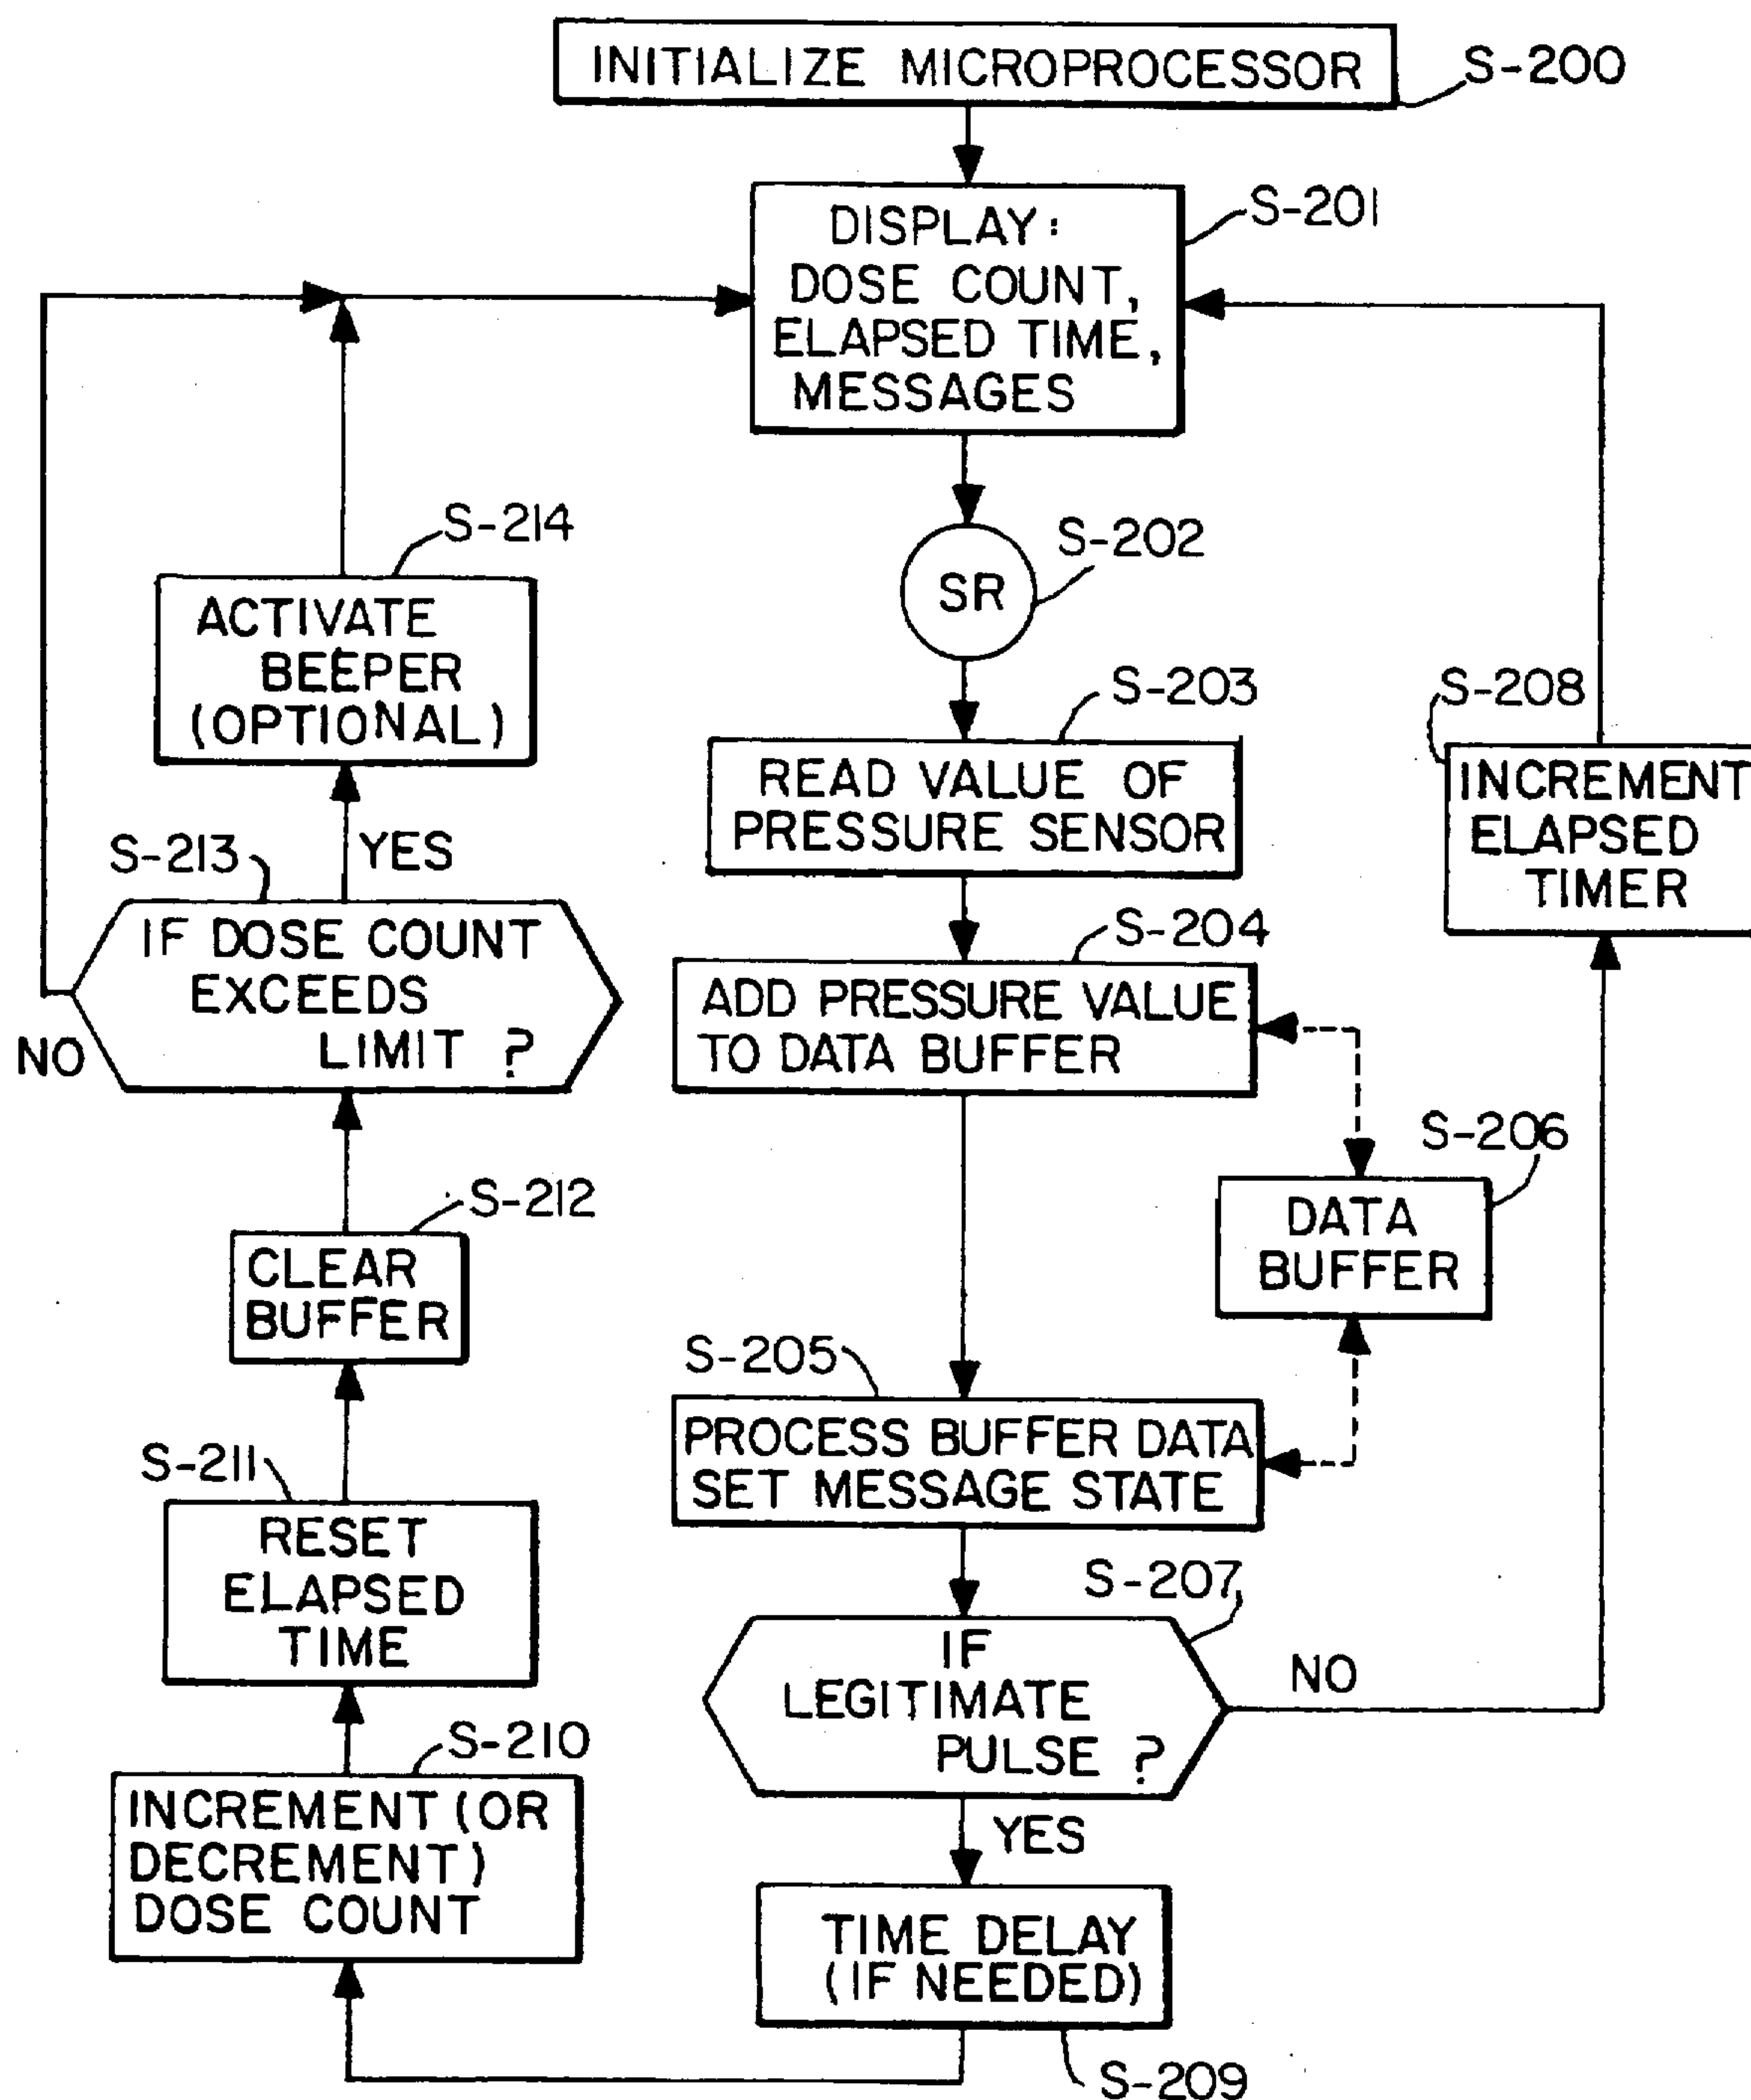 INITIALIZE MICROPROCESSOR
S-200
DISPLAY:
DOSE COUNT,
ELAPSED TIME,
MESSAGES
S-201
SR
S-202
READ VALUE OF
PRESSURE SENSOR
S-203
ADD PRESSURE VALUE
TO DATA BUFFER
S-204
DATA
BUFFER
S-206
S-205
PROCESS BUFFER DATA
SET MESSAGE STATE
S-207
IF
LEGITIMATE
PULSE ?
NO
S-208
INCREMENT
ELAPSED
TIMER
YES
TIME DELAY
(IF NEEDED)
S-209
S-210
INCREMENT (OR
DECREMENT)
DOSE COUNT
S-211
RESET
ELAPSED
TIME
S-212
CLEAR
BUFFER
S-213
IF DOSE COUNT
EXCEEDS
LIMIT ?
NO
YES
S-214
ACTIVATE
BEEPER
(OPTIONAL)